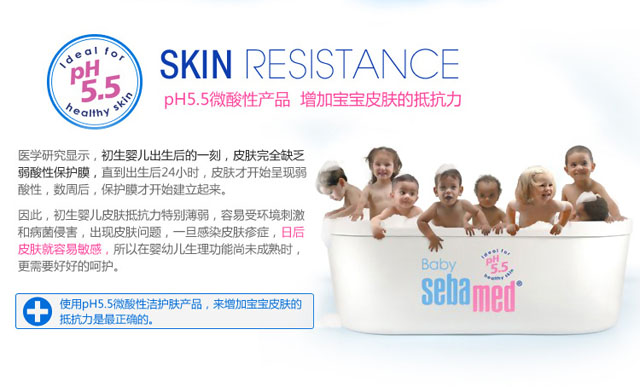 Ideal for
pH
5.5
healthy skin
SKIN RESISTANCE
pH5.5微酸性产品 增加宝宝皮肤的抵抗力
医学研究显示，初生婴儿出生后的一刻，皮肤完全缺乏
弱酸性保护膜，直到出生后24小时，皮肤才开始呈现弱
酸性，数周后，保护膜才开始建立起来。
因此，初生婴儿皮肤抵抗力特别薄弱，容易受环境刺激
和病菌侵害，出现皮肤问题，一旦感染皮肤疹症，日后
皮肤就容易敏感，所以在婴幼儿生理功能尚未成熟时，
更需要好好的呵护。
使用pH5.5微酸性洁护肤产品，来增加宝宝皮肤的
抵抗力是最正确的。
Baby
sebamed®
Ideal for
pH
5.5
healthy skin